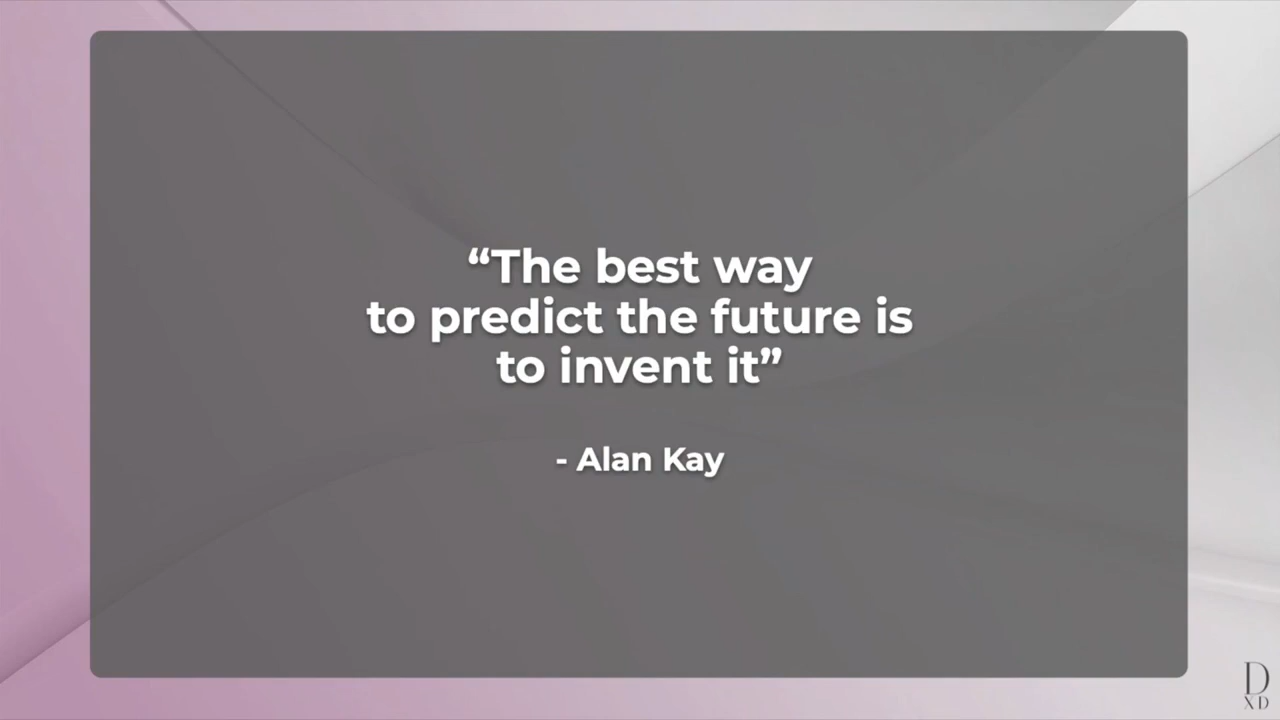 “The best way
to predict the future is
to invent it”
- Alan Kay
D
XD